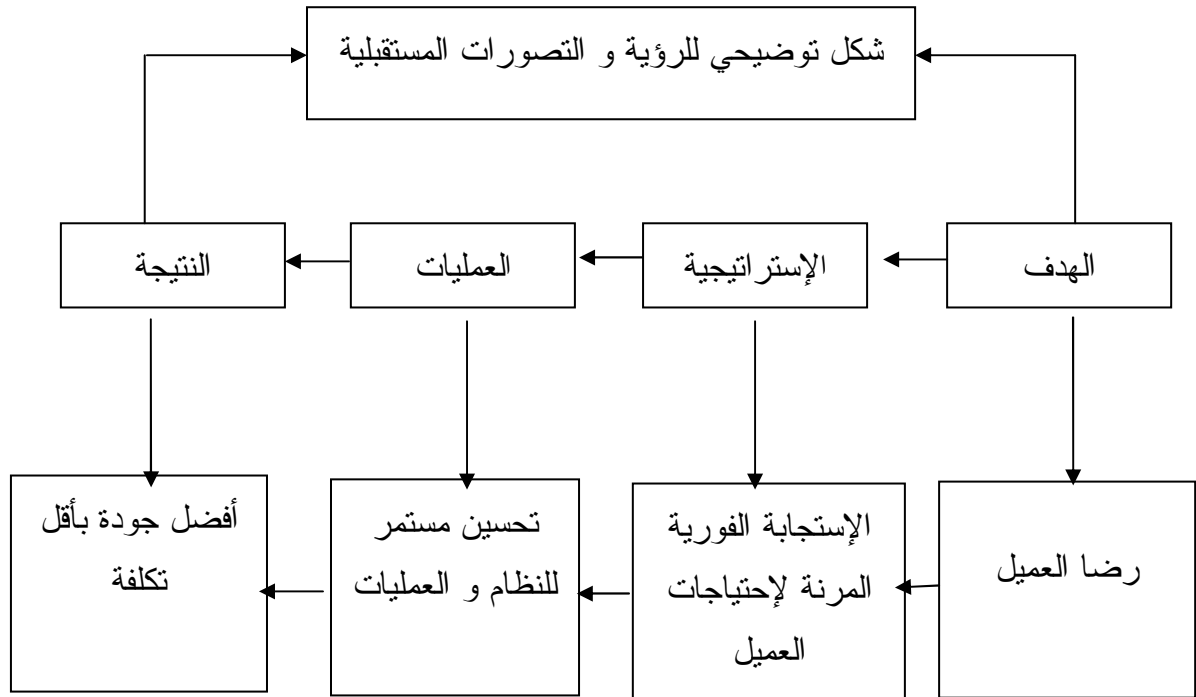 شكل توضيحي للرؤية و التصورات المستقبلية
الهدف
الإستراتيجية
العمليات
النتيجة
رضا العميل
الإستجابة الفورية
المرنة لإحتياجات
العميل
تحسين مستمر
للنظام و العمليات
أفضل جودة بأقل
تكلفة